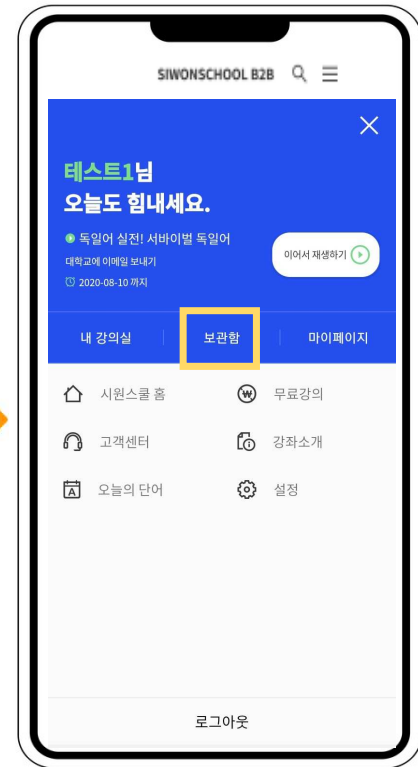 SIWONSCHOOL B2B
테스트1님
오늘도 힘내세요.
독일어 실전! 서바이벌 독일어
대학교에 이메일 보내기
2020-08-10 까지
이어서 재생하기
내 강의실
보관함
마이페이지
시원스쿨 홈
무료강의
고객센터
강좌소개
오늘의 단어
설정
로그아웃